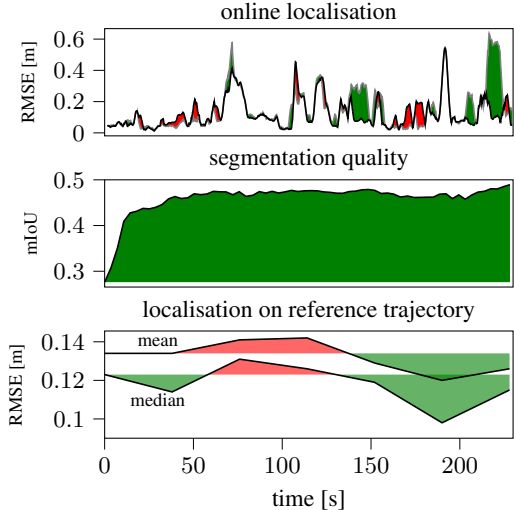 online localisation
RMSE [m]
0.6
0.4
0.2
0
segmentation quality
mIoU
0.5
0.4
0.3
localisation on reference trajectory
RMSE [m]
0.14
0.12
0.1
mean
median
0 50 100 150 200
time [s]